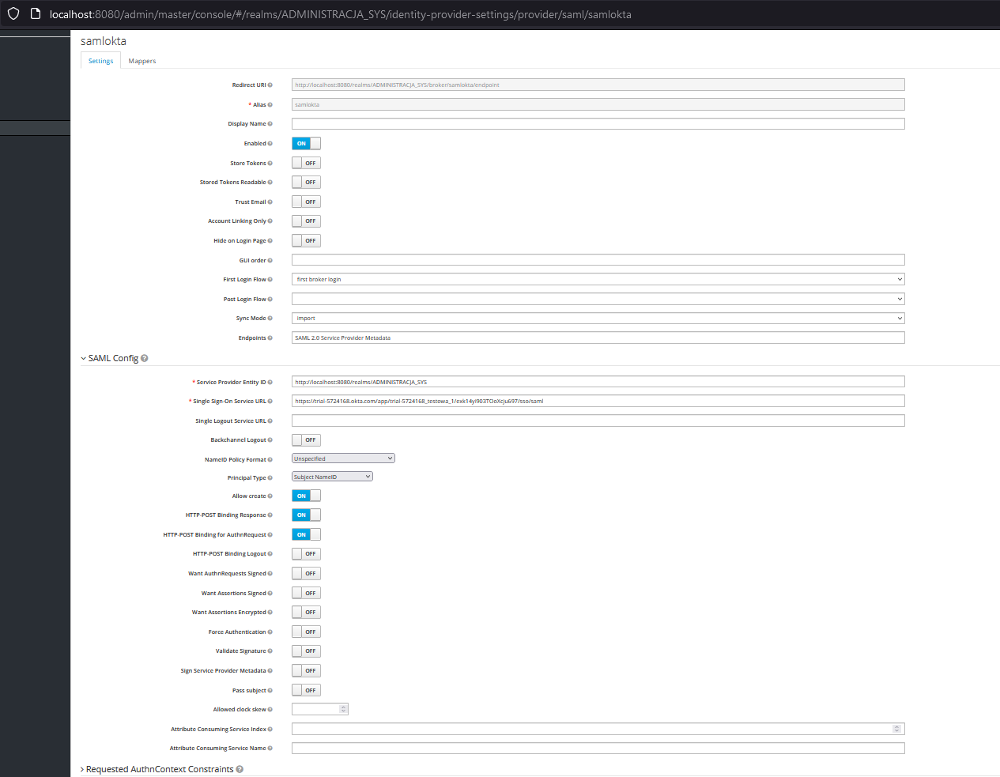 localhost:8080/admin/master/console/#/realms/ADMINISTRACJA_SYS/identity-provider-settings/provider/saml/samlokta
samlokta
Settings Mappers
Redirect URI http://localhost:8080/realms/ADMINISTRACJA_SYS/broker/samlokta/endpoint
* Alias samlokta
Display Name
Enabled ON
Store Tokens OFF
Stored Tokens Readable OFF
Trust Email OFF
Account Linking Only OFF
Hide on Login Page OFF
GUI order
First Login Flow first broker login
Post Login Flow
Sync Mode import
Endpoints SAML 2.0 Service Provider Metadata
SAML Config
* Service Provider Entity ID http://localhost:8080/realms/ADMINISTRACJA_SYS
* Single Sign-On Service URL https://trial-5724168.okta.com/app/trial-5724168_testowa_1/exk14yi903TOoXcju697/sso/saml
Single Logout Service URL
Backchannel Logout OFF
NameID Policy Format Unspecified
Principal Type Subject NameID
Allow create ON
HTTP-POST Binding Response ON
HTTP-POST Binding for AuthnRequest ON
HTTP-POST Binding Logout OFF
Want AuthnRequests Signed OFF
Want Assertions Signed OFF
Want Assertions Encrypted OFF
Force Authentication OFF
Validate Signature OFF
Sign Service Provider Metadata OFF
Pass subject OFF
Allowed clock skew
Attribute Consuming Service Index
Attribute Consuming Service Name
Requested AuthnContext Constraints